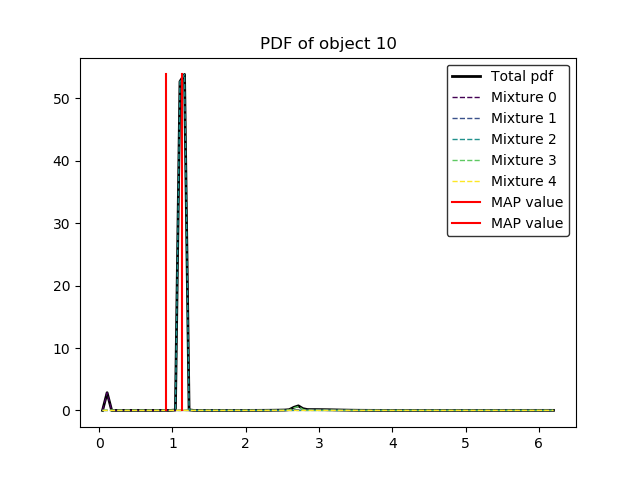 PDF of object 10
Total pdf
Mixture 0
Mixture 1
Mixture 2
Mixture 3
Mixture 4
MAP value
MAP value
50
40
30
20
10
0
0 1 2 3 4 5 6